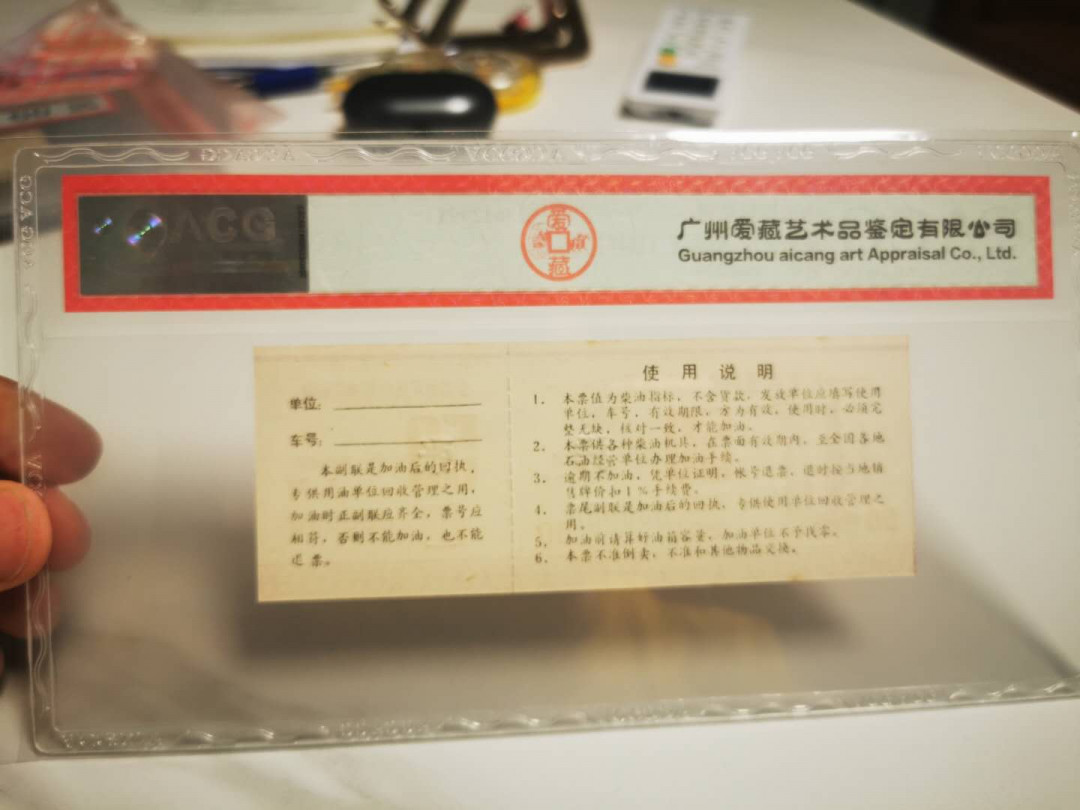 ACG
爱藏
广州爱藏艺术品鉴定有限公司
Guangzhou aicang art Appraisal Co., Ltd.
单位:
车号:
本副联是加油后的回执,
专供用油单位回收管理之用,
加油时正副联应齐全,票号应
相符,否则不能加油,也不能
退票。
使用说明
1. 本票值为柴油指标,不含货款,发放单位应填写使用
单位,车号,有效期限,方为有效,使用时,必须完
整无缺,核对一致,才能加油。
2. 本票供各种柴油机具,在票面有效期内,至全国各地
石油经营单位办理加油手续。
3. 逾期不加油,凭单位证明,帐号退票,退时按当地销
售牌价扣1%手续费。
4. 票尾副联是加油后的回执,专供使用单位回收管理之
用。
5. 加油前请算好油箱容量,加油单位不予找零。
6. 本票不准倒卖,不准和其他物品交换。